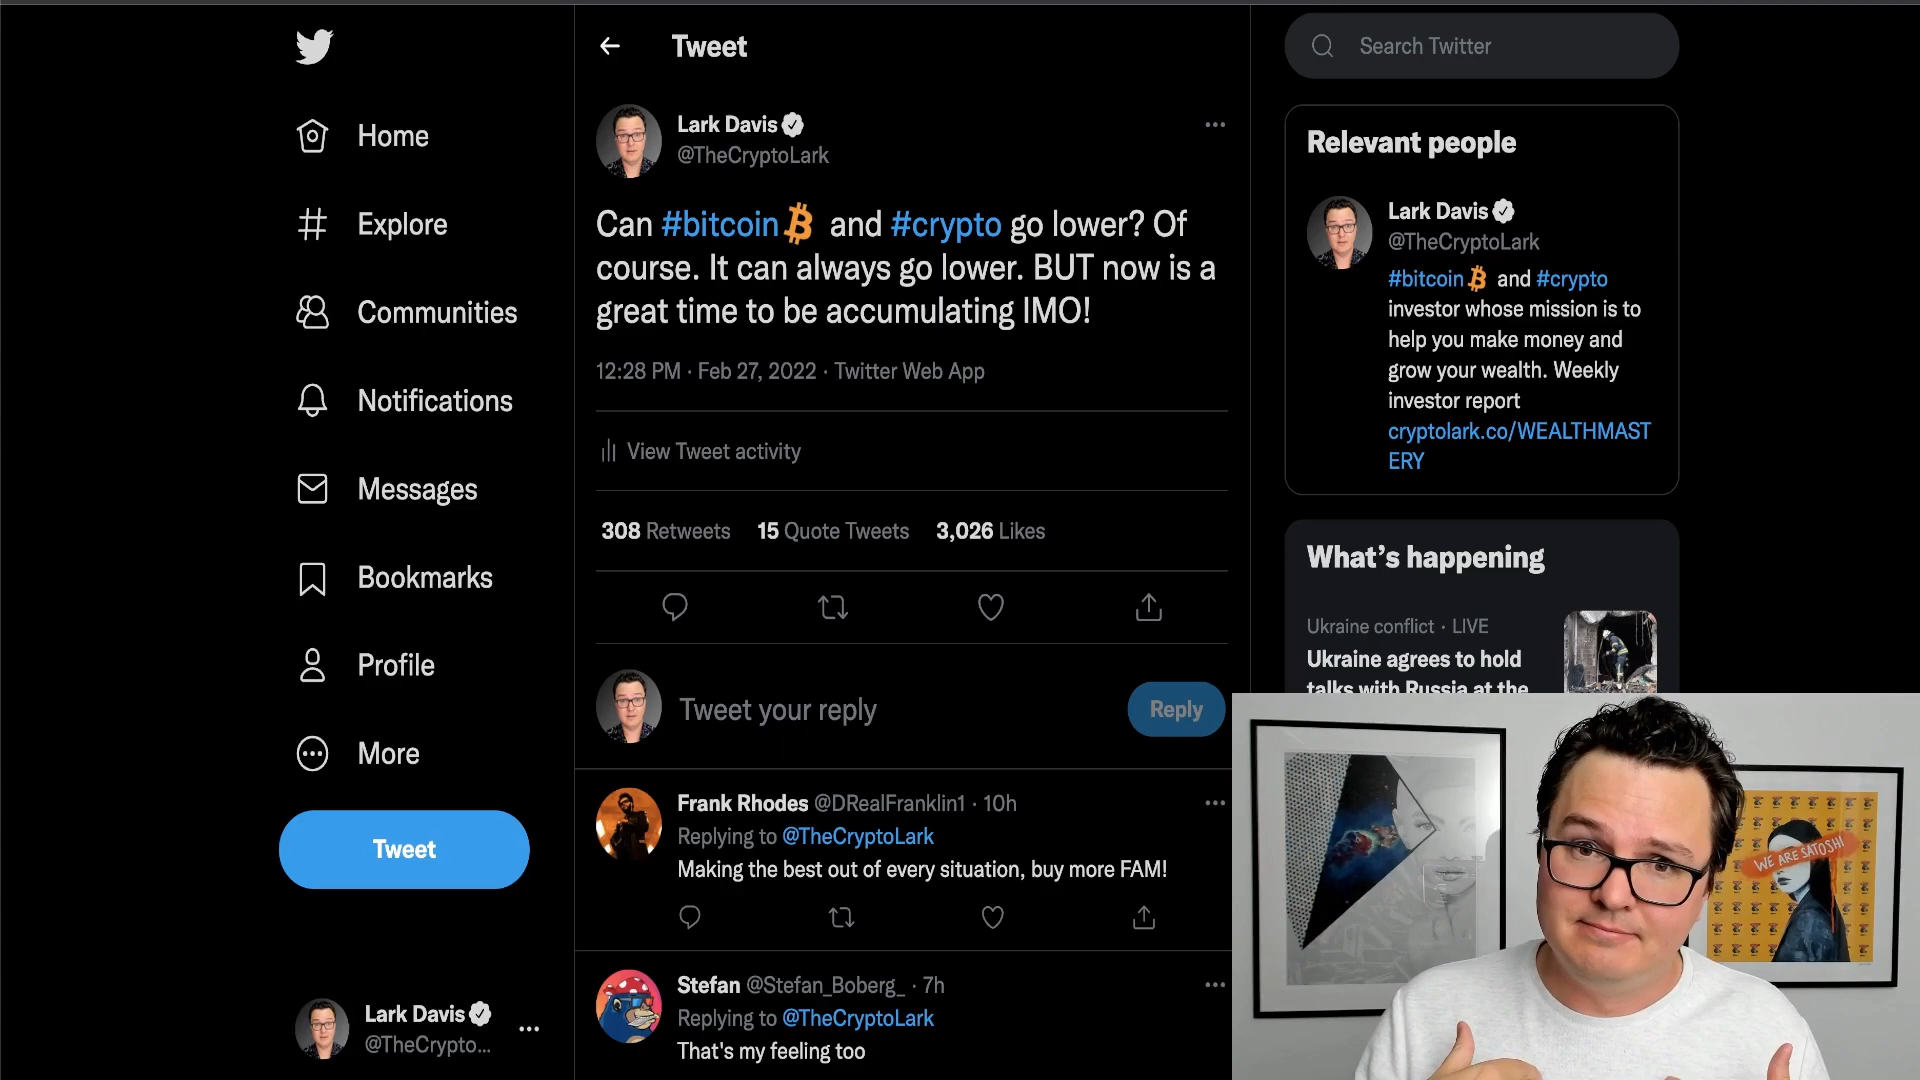 Home
Explore
Communities
Notifications
Messages
Bookmarks
Profile
More
Tweet
Lark Davis
@TheCrypto...
Tweet
Lark Davis
@TheCryptoLark
Can #bitcoin and #crypto go lower? Of
course. It can always go lower. BUT now is a
great time to be accumulating IMO!
12:28 PM · Feb 27, 2022 · Twitter Web App
View Tweet activity
308 Retweets 15 Quote Tweets 3,026 Likes
Tweet your reply
Reply
Frank Rhodes @DRealFranklin1 · 10h
Replying to @TheCryptoLark
Making the best out of every situation, buy more FAM!
Stefan @Stefan_Boberg_ · 7h
Replying to @TheCryptoLark
That's my feeling too
Search Twitter
Relevant people
Lark Davis
@TheCryptoLark
#bitcoin and #crypto
investor whose mission is to
help you make money and
grow your wealth. Weekly
investor report
cryptolark.co/WEALTHMAST
ERY
What's happening
Ukraine conflict · LIVE
Ukraine agrees to hold
talks with Russia at the
WE ARE SATOSHI